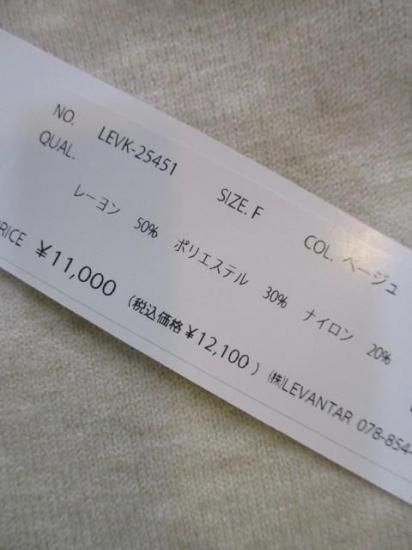 NO. LEVK-25451 SIZE. F COL. ベージュ
QUAL.
レーヨン 50% ポリエステル 30% ナイロン 20%
PRICE ¥11,000 (税込価格¥12,100) ㈱LEVANTAR 078-854-